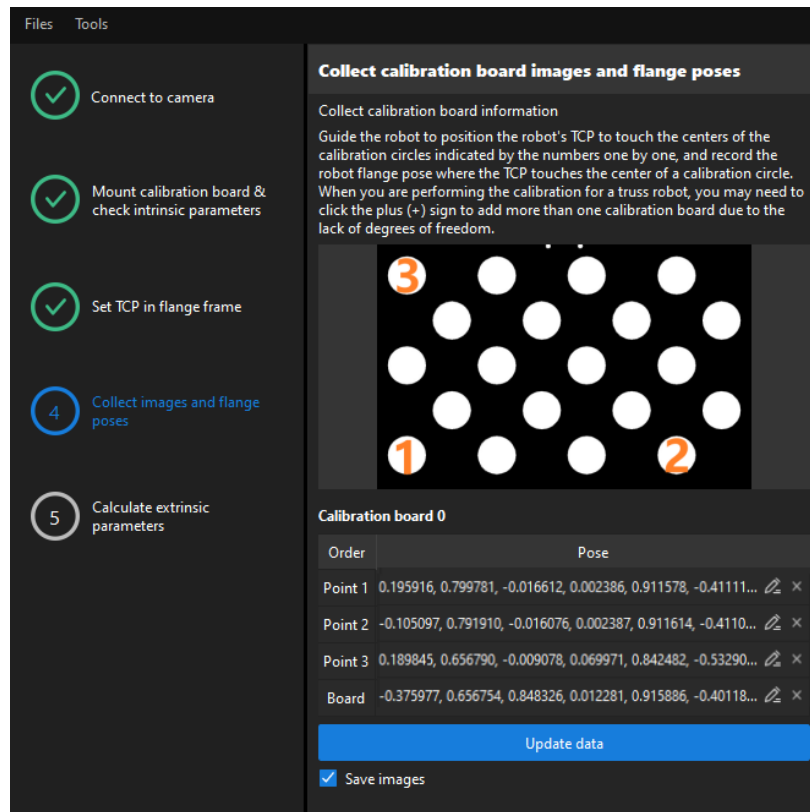 Files Tools
Connect to camera
Mount calibration board &
check intrinsic parameters
Set TCP in flange frame
4
Collect images and flange
poses
5
Calculate extrinsic
parameters
Collect calibration board images and flange poses
Collect calibration board information
Guide the robot to position the robot's TCP to touch the centers of the
calibration circles indicated by the numbers one by one, and record the
robot flange pose where the TCP touches the center of a calibration circle.
When you are performing the calibration for a truss robot, you may need to
click the plus (+) sign to add more than one calibration board due to the
lack of degrees of freedom.
3
1 2
Calibration board 0
Order Pose
Point 1 0.195916, 0.799781, -0.016612, 0.002386, 0.911578, -0.41111...
Point 2 -0.105097, 0.791910, -0.016076, 0.002387, 0.911614, -0.4110...
Point 3 0.189845, 0.656790, -0.009078, 0.069971, 0.842482, -0.53290...
Board -0.375977, 0.656754, 0.848326, 0.012281, 0.915886, -0.40118...
Update data
Save images